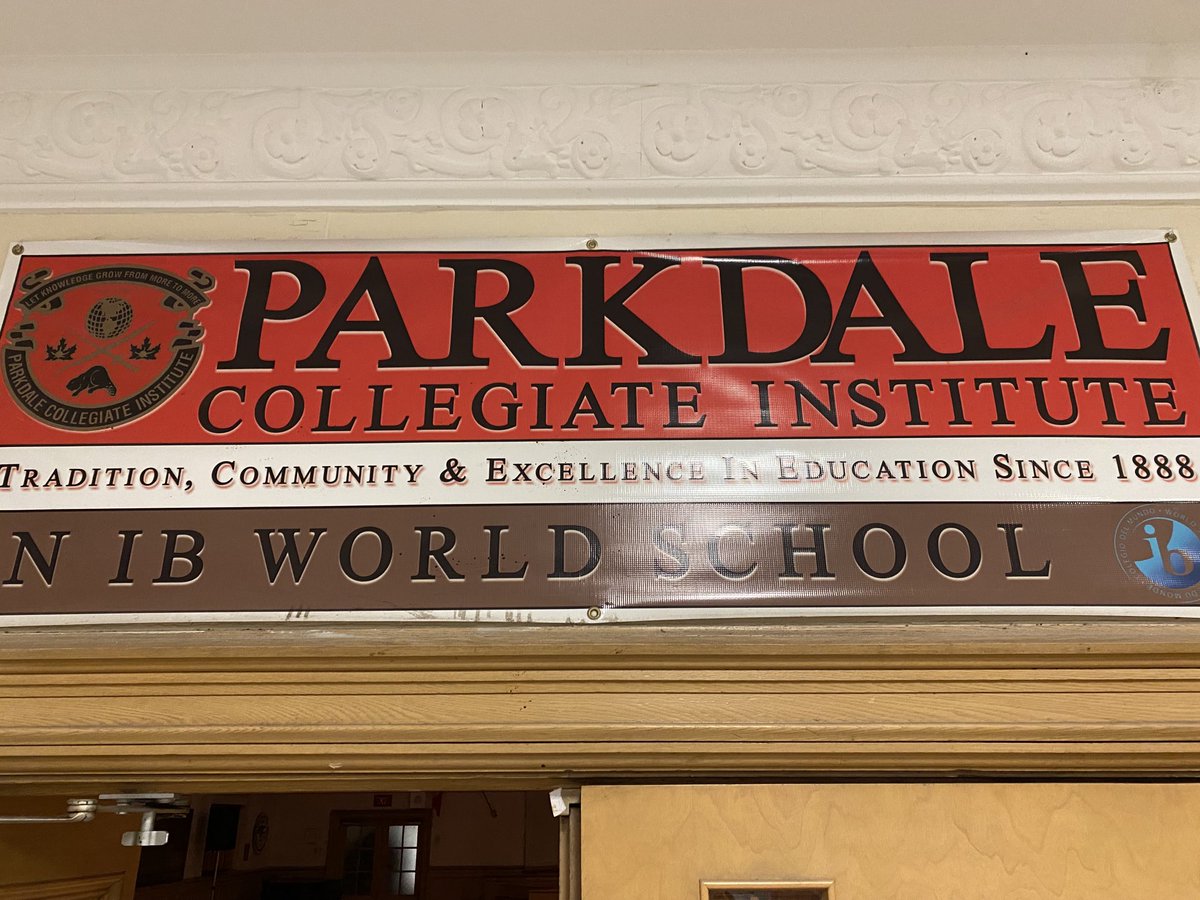 LET KNOWLEDGE GROW FROM MORE TO MORE
PARKDALE COLLEGIATE INSTITUTE
PARKDALE
COLLEGIATE INSTITUTE
TRADITION, COMMUNITY & EXCELLENCE IN EDUCATION SINCE 1888
N IB WORLD SCHOOL
ib